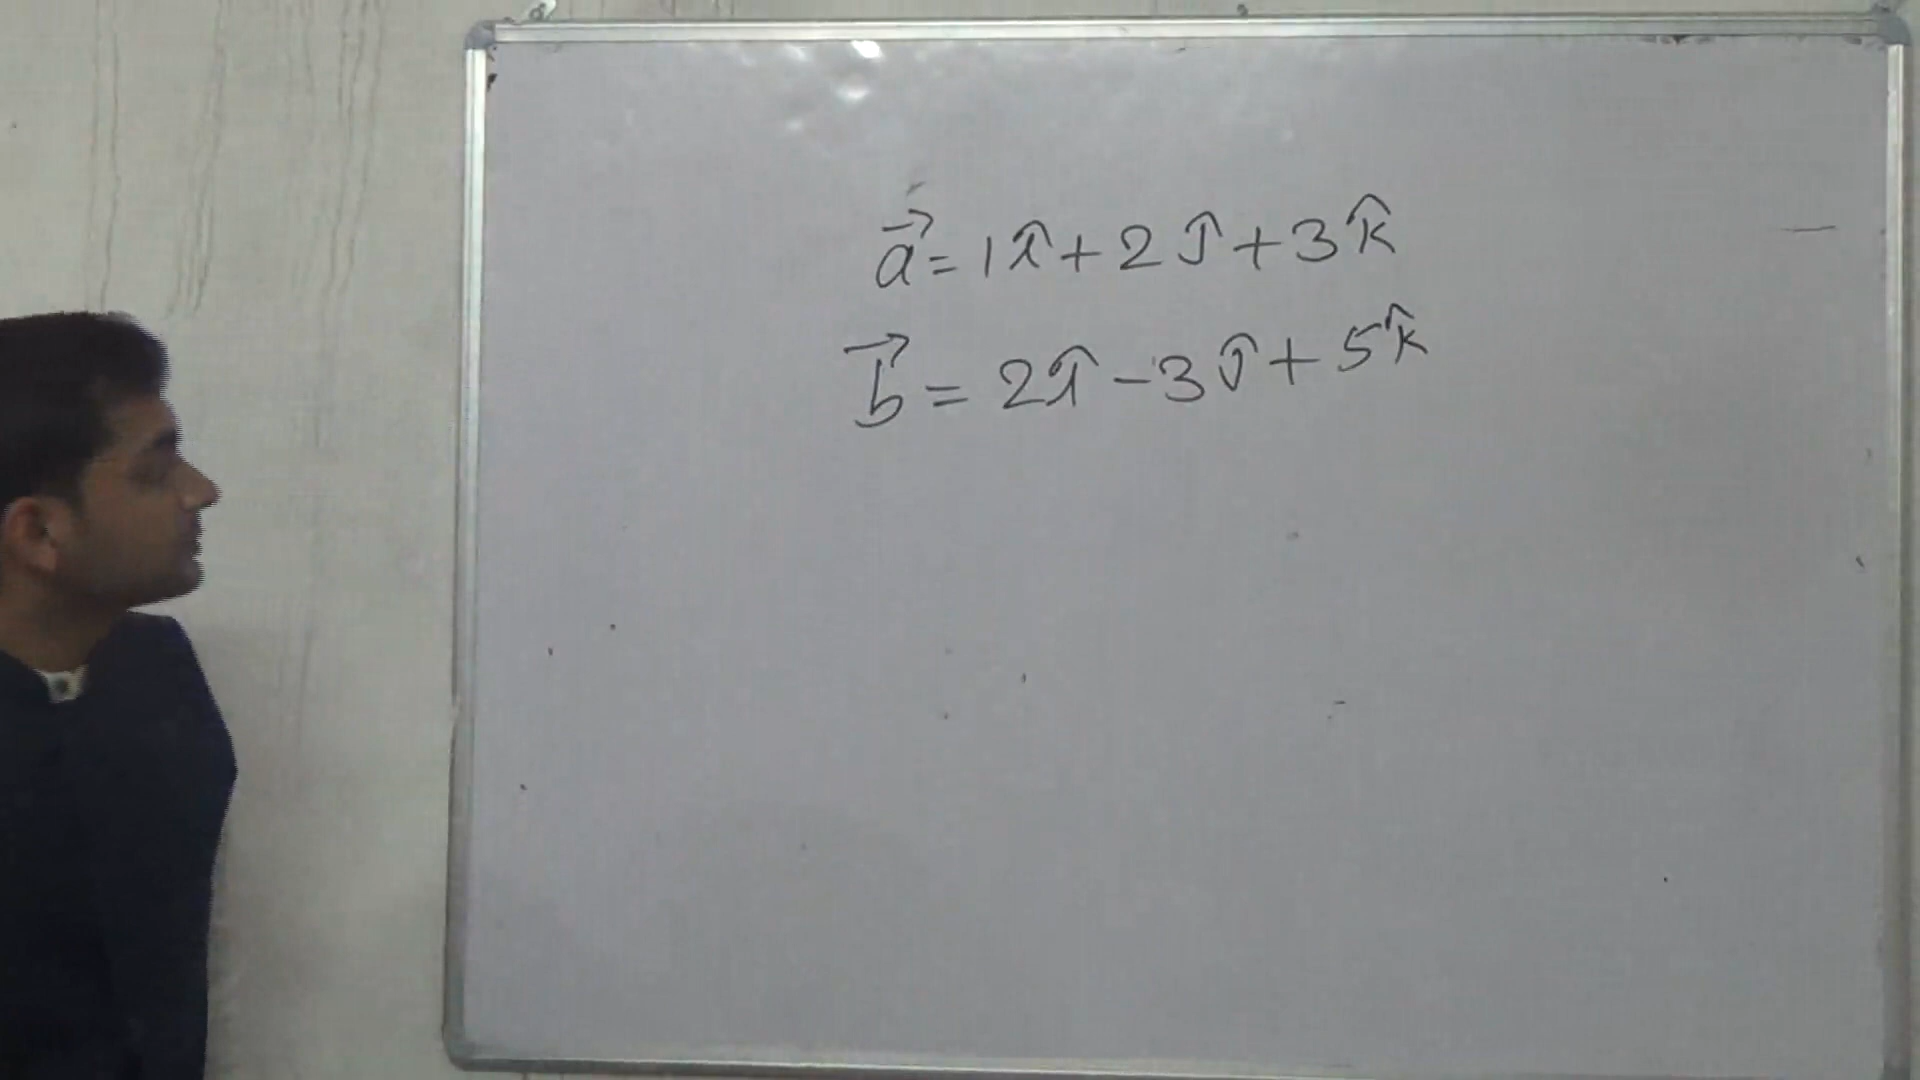 a⃗ = 1î + 2ĵ + 3k̂
b⃗ = 2î - 3ĵ + 5k̂